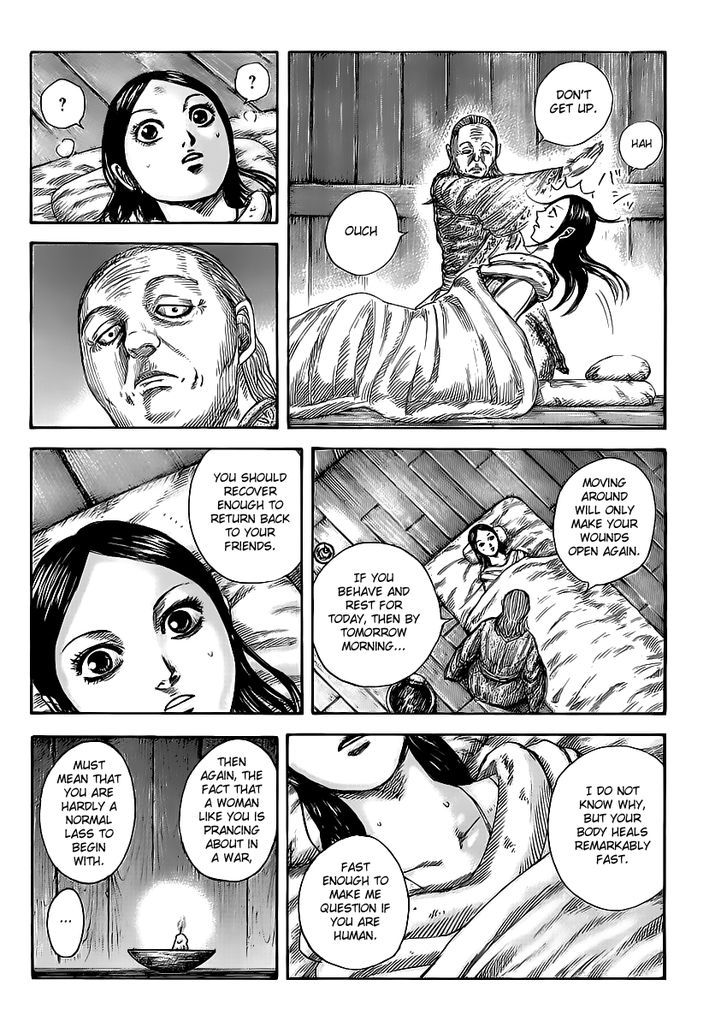 DON'T
GET UP.
HAH
バシ
OUCH
?
?
MOVING
AROUND
WILL ONLY
MAKE YOUR
WOUNDS
OPEN AGAIN.
IF YOU
BEHAVE AND
REST FOR
TODAY, THEN BY
TOMORROW
MORNING...
YOU SHOULD
RECOVER
ENOUGH TO
RETURN BACK
TO YOUR
FRIENDS.
I DO NOT
KNOW WHY,
BUT YOUR
BODY HEALS
REMARKABLY
FAST.
FAST
ENOUGH TO
MAKE ME
QUESTION IF
YOU ARE
HUMAN.
THEN
AGAIN, THE
FACT THAT
A WOMAN
LIKE YOU IS
PRANCING
ABOUT IN
A WAR,
MUST
MEAN THAT
YOU ARE
HARDLY A
NORMAL
LASS TO
BEGIN
WITH.
...